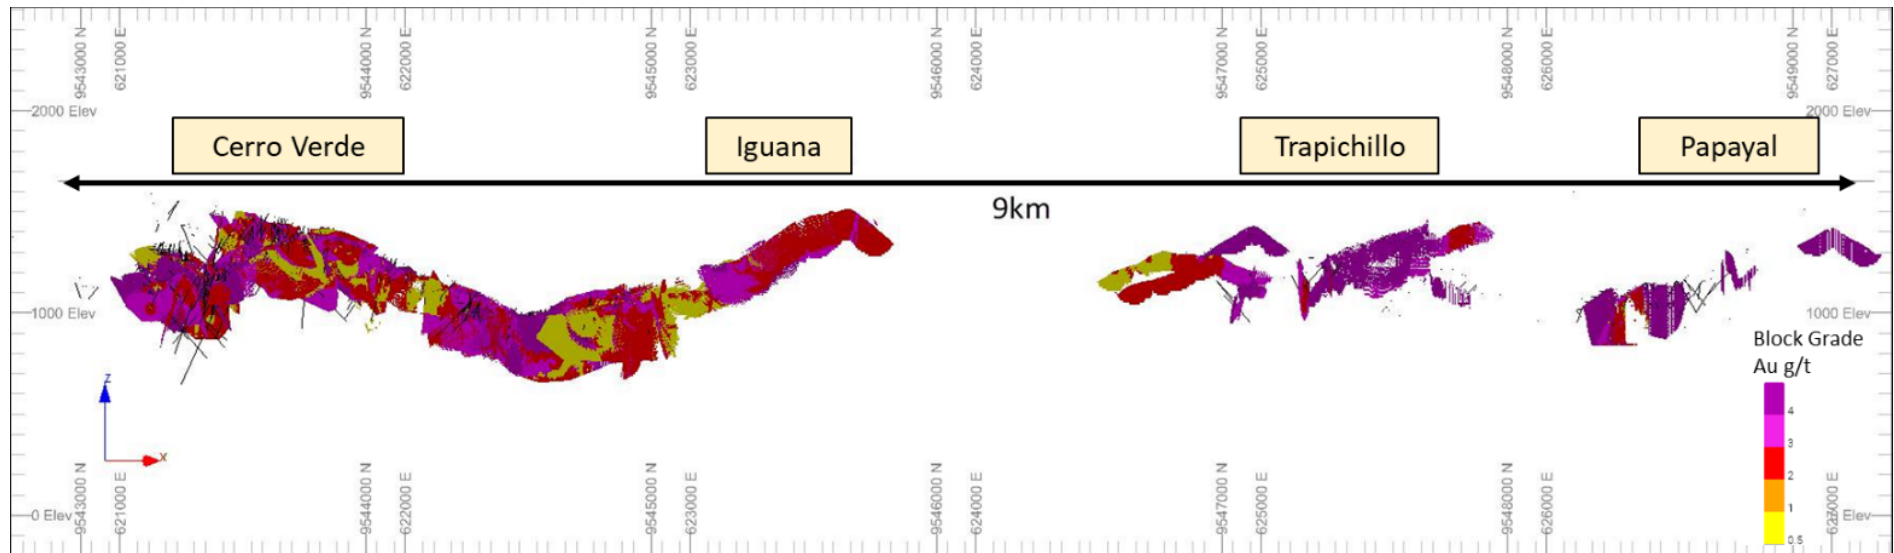 9543000 N
621000 E
9544000 N
622000 E
9545000 N
623000 E
9546000 N
624000 E
9547000 N
625000 E
9548000 N
626000 E
9549000 N
627000 E
2000 Elev
2000 Elev
Cerro Verde
Iguana
Trapichillo
Papayal
9km
1000 Elev
1000 Elev
Block Grade
Au g/t
4
3
2
1
0.5
z
x
0 Elev
Elev
9543000 N
621000 E
9544000 N
622000 E
9545000 N
623000 E
9546000 N
624000 E
9547000 N
625000 E
9548000 N
626000 E
627000 E